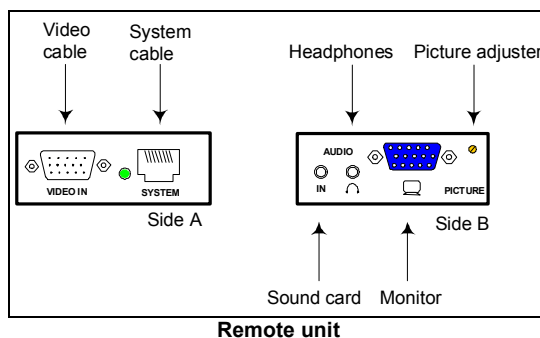 Video cable
System cable
Headphones
Picture adjuster
VIDEO IN
SYSTEM
Side A
AUDIO
IN
PICTURE
Side B
Sound card
Monitor
Remote unit